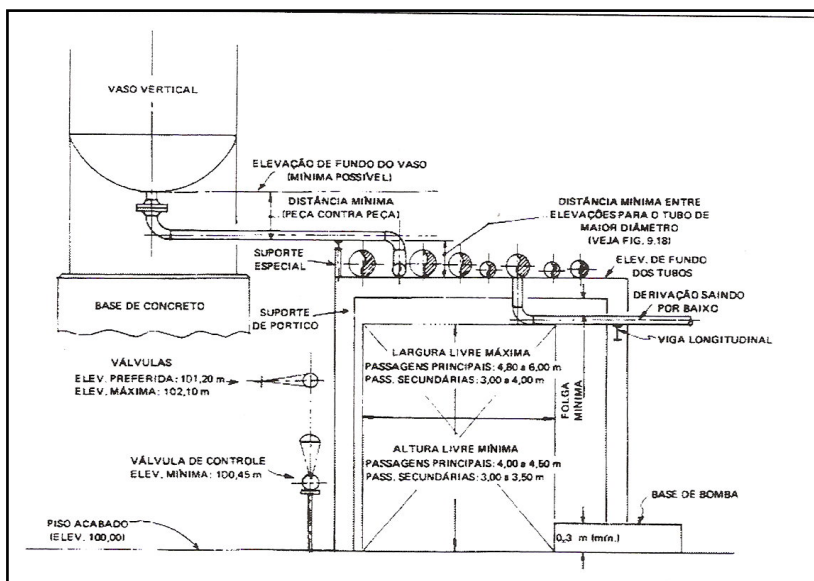 VASO VERTICAL
ELEVAÇÃO DE FUNDO DO VASO
(MÍNIMA POSSÍVEL)
DISTÂNCIA MÍNIMA
(PEÇA CONTRA PEÇA)
DISTÂNCIA MÍNIMA ENTRE
ELEVAÇÕES PARA O TUBO DE
MAIOR DIÂMETRO
(VEJA FIG. 9.18)
SUPORTE
ESPECIAL
ELEV. DE FUNDO
DOS TUBOS
BASE DE CONCRETO
SUPORTE
DE PÓRTICO
DERIVAÇÃO SAINDO
POR BAIXO
VIGA LONGITUDINAL
VÁLVULAS
ELEV. PREFERIDA: 101,20 m
ELEV. MÁXIMA: 102,10 m
LARGURA LIVRE MÁXIMA
PASSAGENS PRINCIPAIS: 4,80 a 6,00 m
PASS. SECUNDÁRIAS: 3,00 a 4,00 m
FOLGA
MÍNIMA
VÁLVULA DE CONTROLE
ELEV. MÍNIMA: 100,45 m
ALTURA LIVRE MÍNIMA
PASSAGENS PRINCIPAIS: 4,00 a 4,50 m
PASS. SECUNDÁRIAS: 3,00 a 3,50 m
BASE DE BOMBA
PISO ACABADO
(ELEV. 100,00)
0,3 m (mín.)